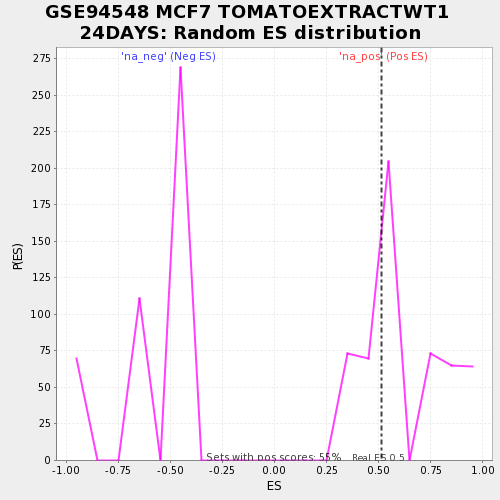 GSE94548 MCF7 TOMATOEXTRACTWT1
24DAYS: Random ES distribution
'na_neg' (Neg ES)
'na_pos' (Pos ES)
P(ES)
275
250
225
200
175
150
125
100
75
50
25
0
Sets with pos scores: 55%
Real ES 0.5
-1.00 -0.75 -0.50 -0.25 0.00 0.25 0.50 0.75 1.00
ES